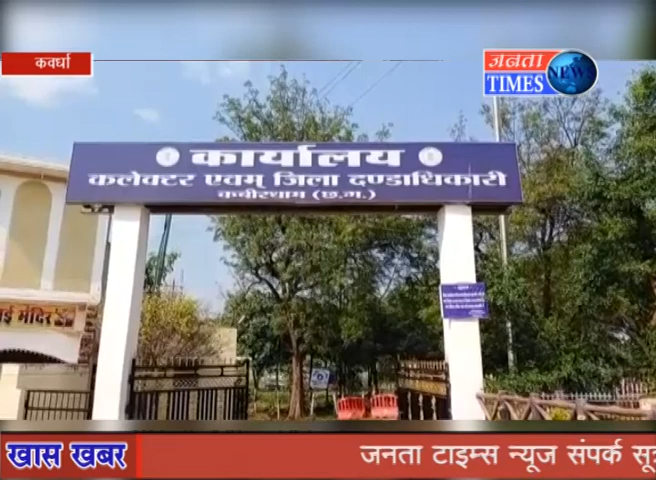 कवर्धा
जनता
TIMES NEWS
कार्यालय
कलेक्टर एवम् जिला दण्डाधिकारी
कबीरधाम (छ.ग.)
खास खबर
जनता टाइम्स न्यूज संपर्क सूत्र